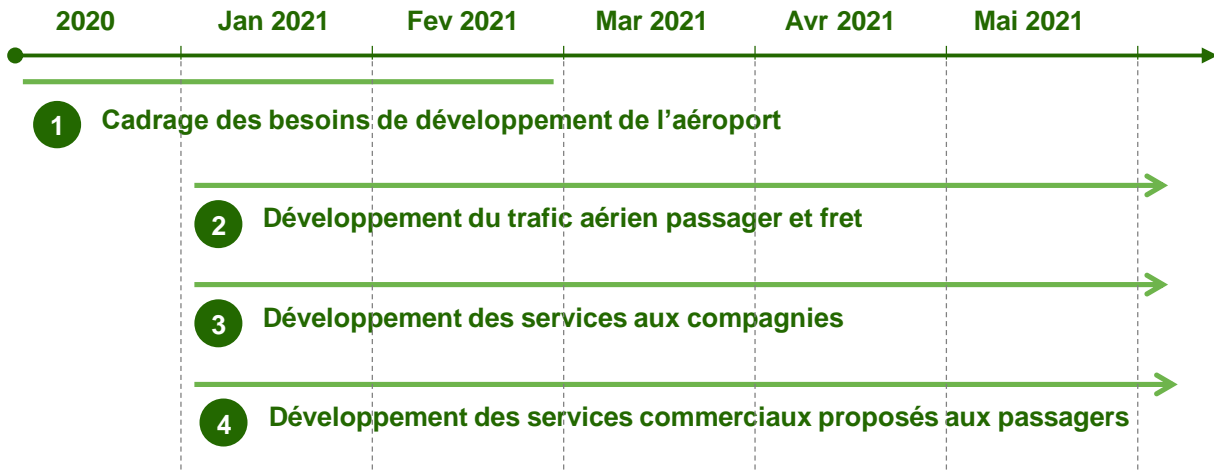 2020 Jan 2021 Fev 2021 Mar 2021 Avr 2021 Mai 2021
1 Cadrage des besoins de développement de l’aéroport
2 Développement du trafic aérien passager et fret
3 Développement des services aux compagnies
4 Développement des services commerciaux proposés aux passagers